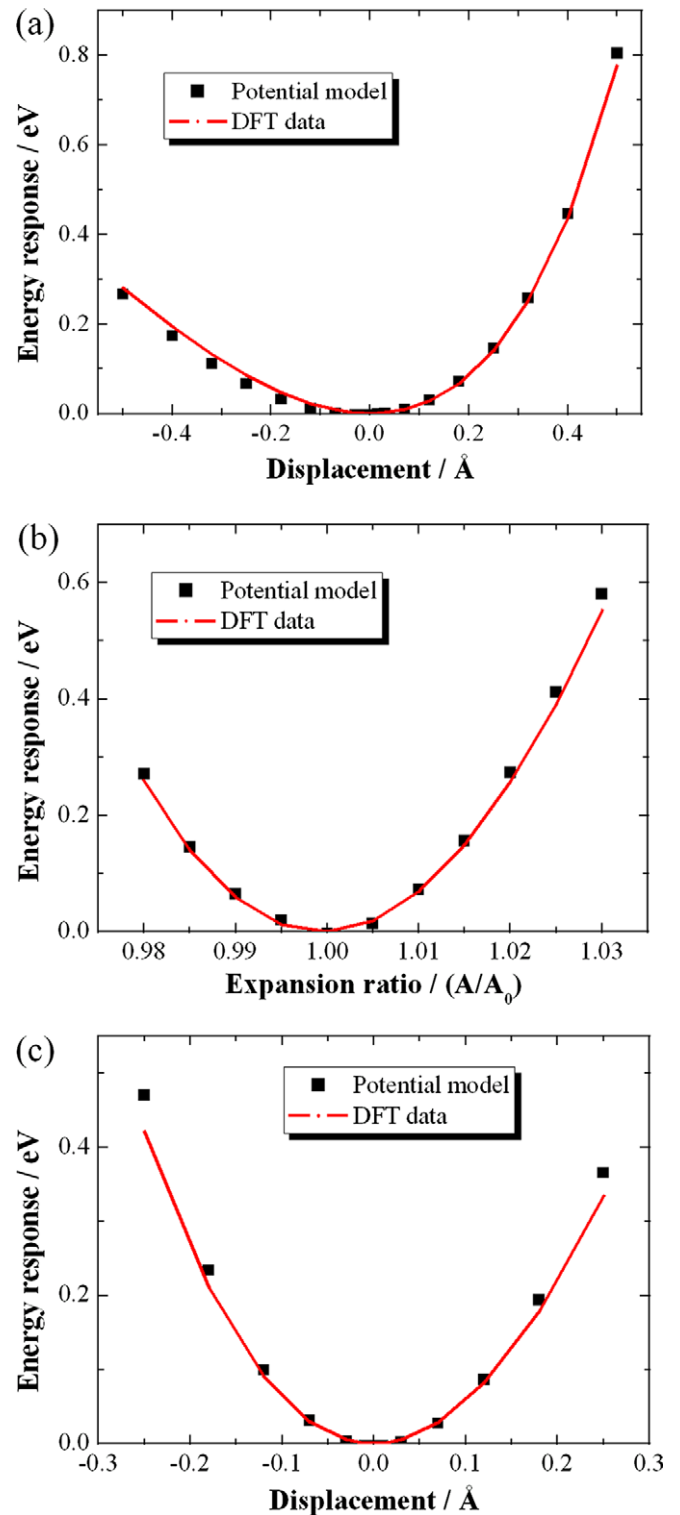 (a)
0.8
0.6
0.4
0.2
0.0
Energy response / eV
Potential model
DFT data
-0.4 -0.2 0.0 0.2 0.4
Displacement / Å
(b)
0.6
0.4
0.2
0.0
Energy response / eV
Potential model
DFT data
0.98 0.99 1.00 1.01 1.02 1.03
Expansion ratio / (A/A₀)
(c)
0.4
0.2
0.0
Energy response / eV
Potential model
DFT data
-0.3 -0.2 -0.1 0.0 0.1 0.2 0.3
Displacement / Å